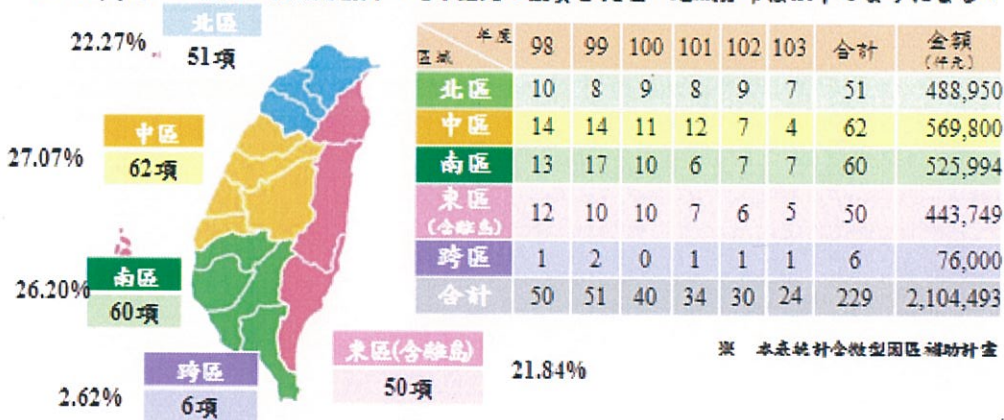 22.27%
北區
51項
中區
27.07%
62項
南區
26.20%
60項
跨區
2.62%
6項
東區(含離島)
50項
21.84%
區域 年度 98 99 100 101 102 103 合計 金額(仟元)
北區 10 8 9 8 9 7 51 488,950
中區 14 14 11 12 7 4 62 569,800
南區 13 17 10 6 7 7 60 525,994
東區(含離島) 12 10 10 7 6 5 50 443,749
跨區 1 2 0 1 1 1 6 76,000
合計 50 51 40 34 30 24 229 2,104,493
※ 本表統計含微型園區補助計畫